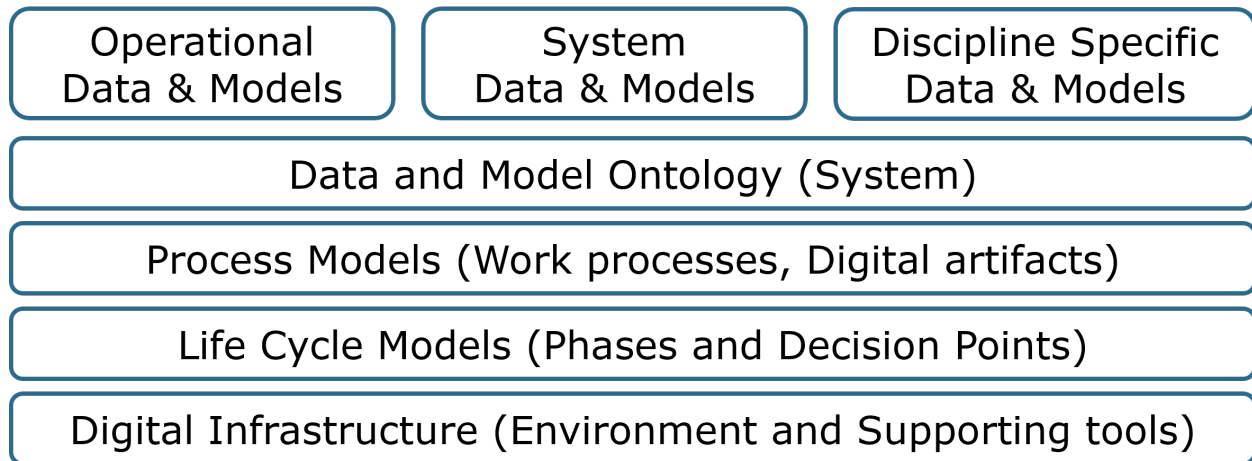 Operational
Data & Models
System
Data & Models
Discipline Specific
Data & Models
Data and Model Ontology (System)
Process Models (Work processes, Digital artifacts)
Life Cycle Models (Phases and Decision Points)
Digital Infrastructure (Environment and Supporting tools)